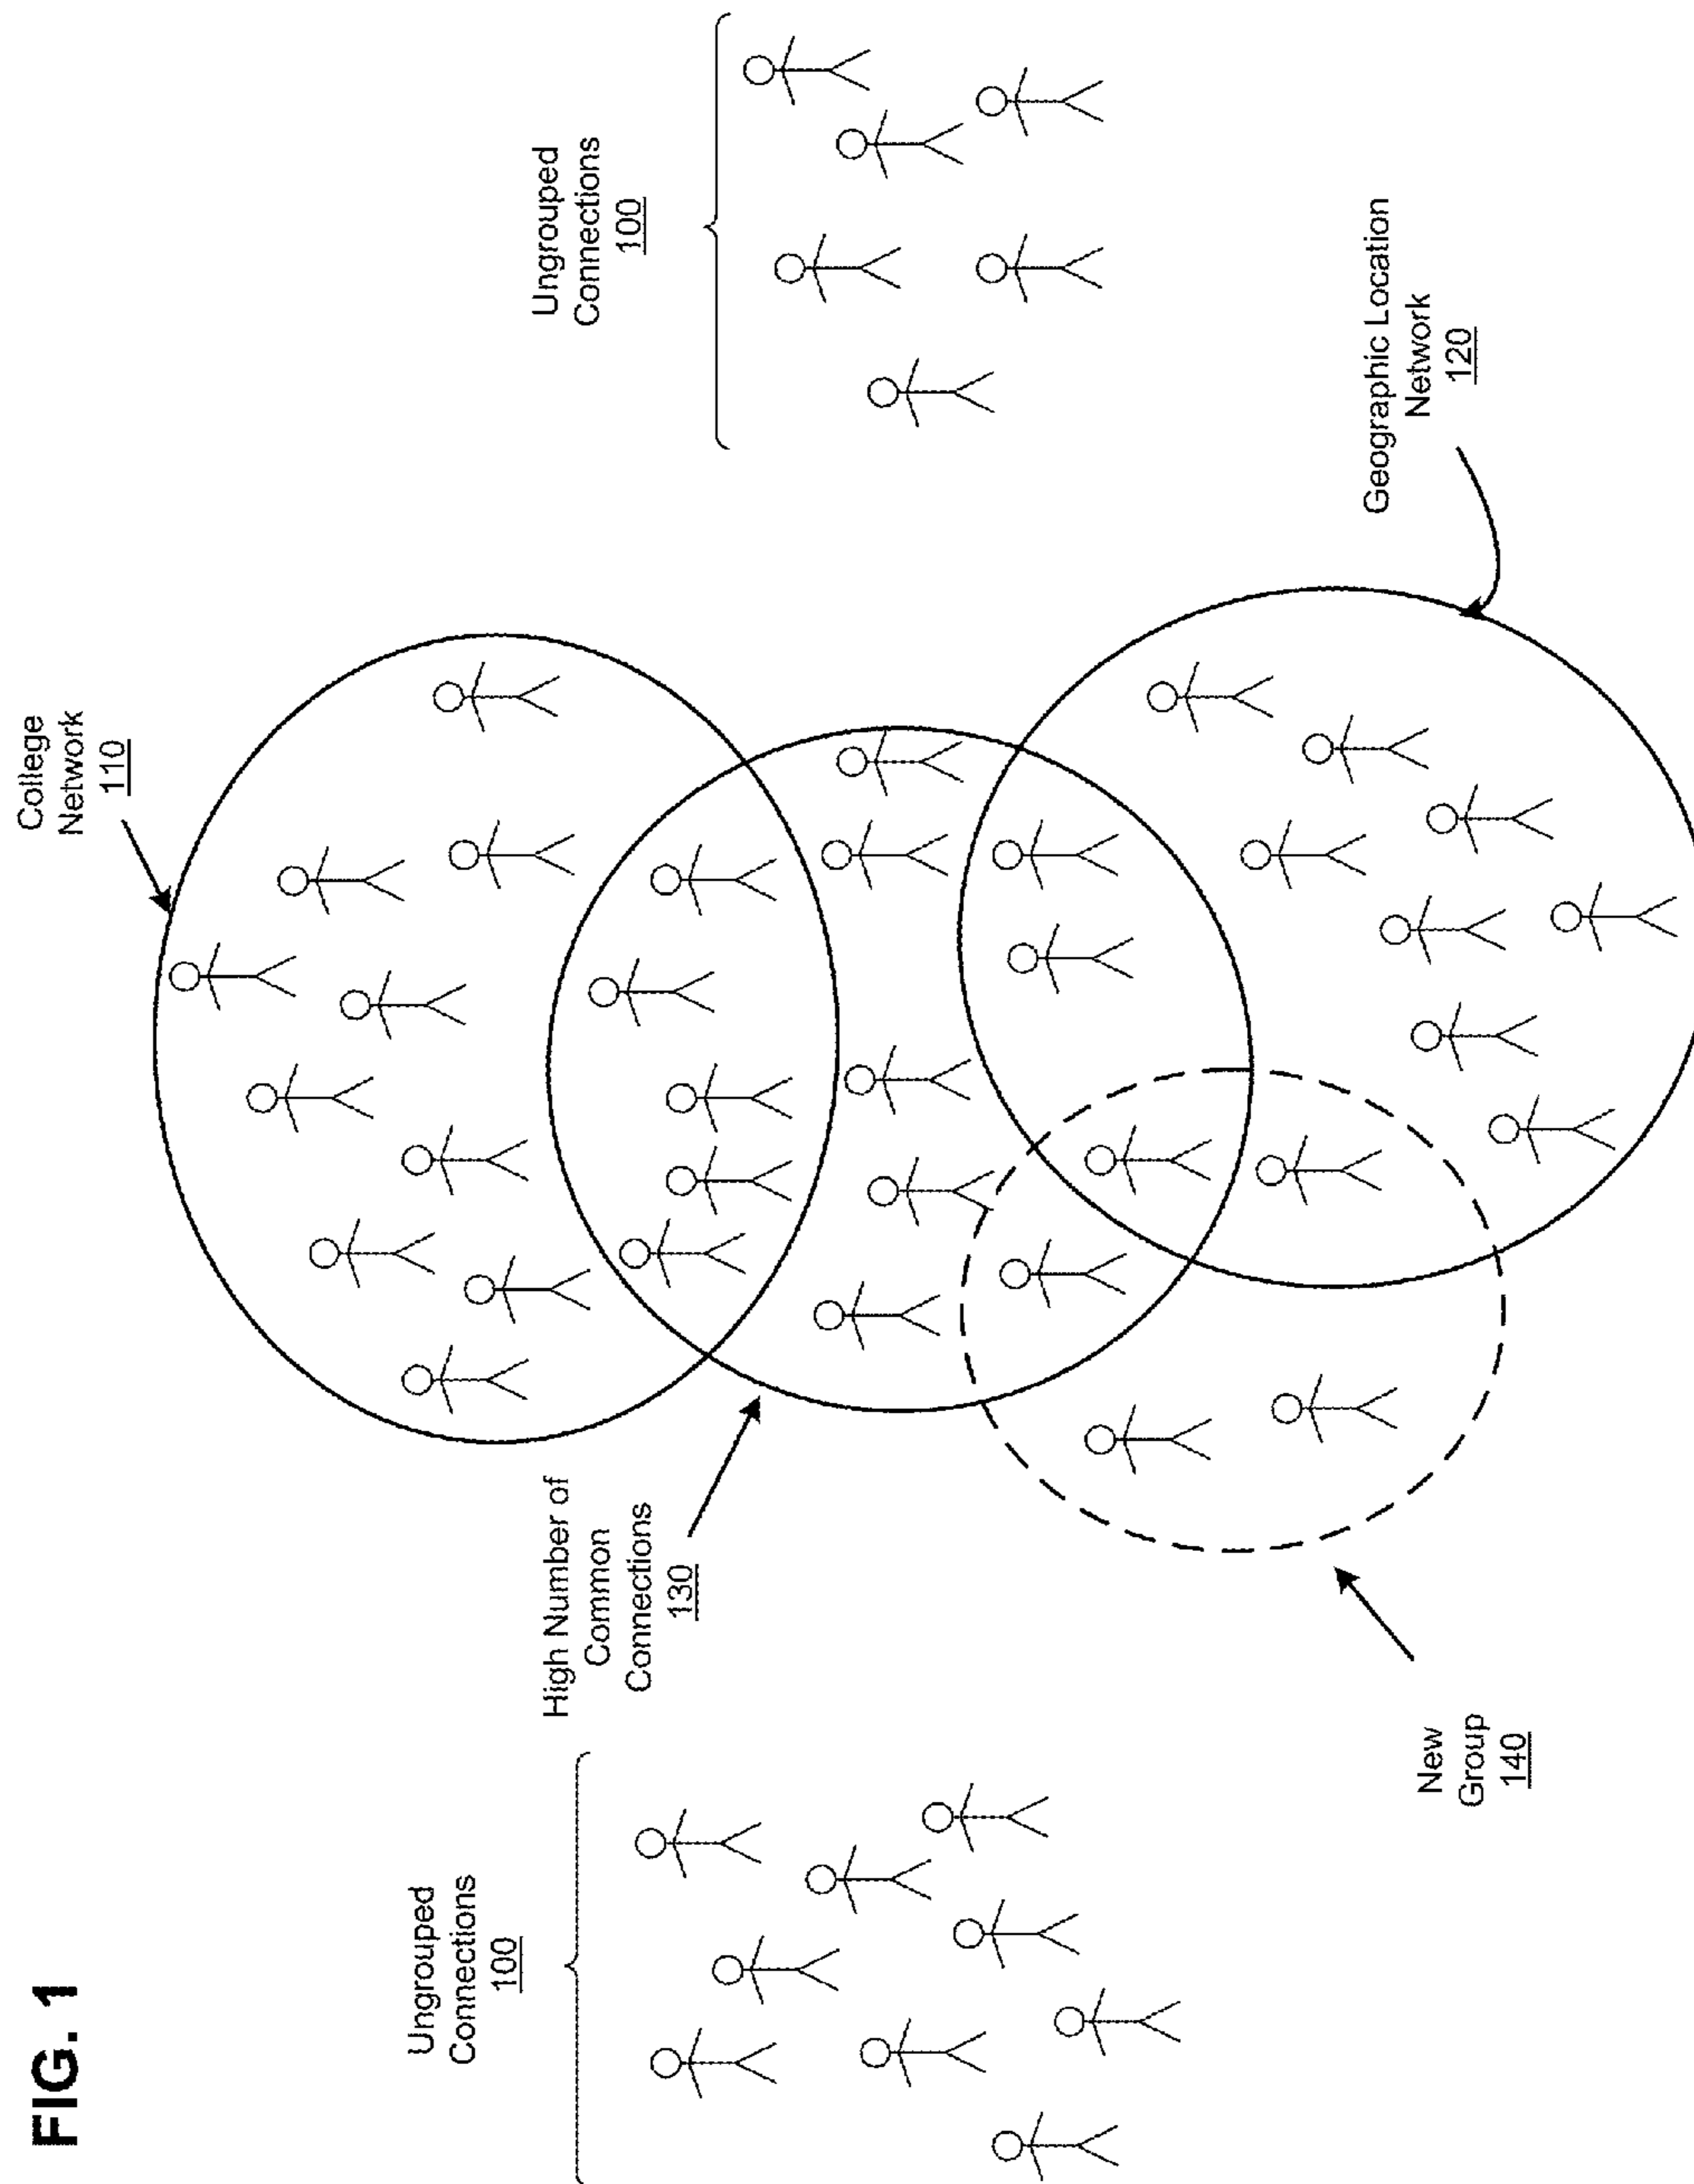 FIG. 1
Ungrouped
Connections
100
High Number of
Common
Connections
130
College
Network
110
Ungrouped
Connections
100
New
Group
140
Geographic Location
Network
120